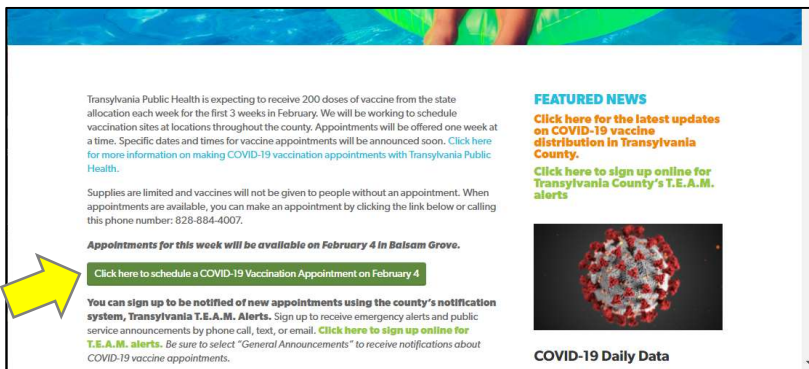 Transylvania Public Health is expecting to receive 200 doses of vaccine from the state
allocation each week for the first 3 weeks in February. We will be working to schedule
vaccination sites at locations throughout the county. Appointments will be offered one week at
a time. Specific dates and times for vaccine appointments will be announced soon. Click here
for more information on making COVID-19 vaccination appointments with Transylvania Public
Health.
Supplies are limited and vaccines will not be given to people without an appointment. When
appointments are available, you can make an appointment by clicking the link below or calling
this phone number: 828-884-4007.
Appointments for this week will be available on February 4 in Balsam Grove.
Click here to schedule a COVID-19 Vaccination Appointment on February 4
You can sign up to be notified of new appointments using the county's notification
system, Transylvania T.E.A.M. Alerts. Sign up to receive emergency alerts and public
service announcements by phone call, text, or email. Click here to sign up online for
T.E.A.M. alerts. Be sure to select "General Announcements" to receive notifications about
COVID-19 vaccine appointments.
FEATURED NEWS
Click here for the latest updates
on COVID-19 vaccine
distribution in Transylvania
County.
Click here to sign up online for
Transylvania County's T.E.A.M.
alerts
COVID-19 Daily Data